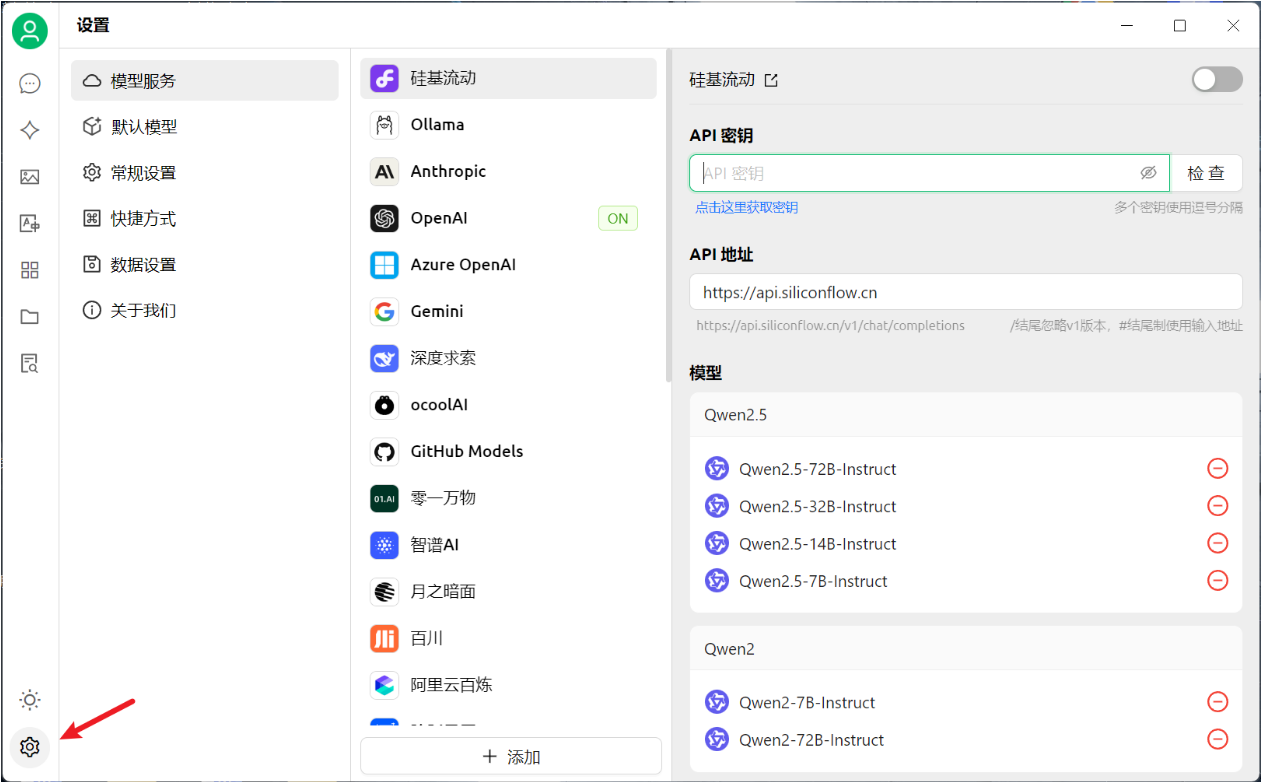 设置
模型服务
默认模型
常规设置
快捷方式
数据设置
关于我们
硅基流动
Ollama
Anthropic
OpenAI
ON
Azure OpenAI
Gemini
深度求索
ocoolAI
GitHub Models
01.AI
零一万物
智谱AI
月之暗面
百川
阿里云百炼
添加
硅基流动
API 密钥
API 密钥
检 查
点击这里获取密钥
多个密钥使用逗号分隔
API 地址
https://api.siliconflow.cn
https://api.siliconflow.cn/v1/chat/completions
/结尾忽略v1版本，#结尾制使用输入地址
模型
Qwen2.5
Qwen2.5-72B-Instruct
Qwen2.5-32B-Instruct
Qwen2.5-14B-Instruct
Qwen2.5-7B-Instruct
Qwen2
Qwen2-7B-Instruct
Qwen2-72B-Instruct